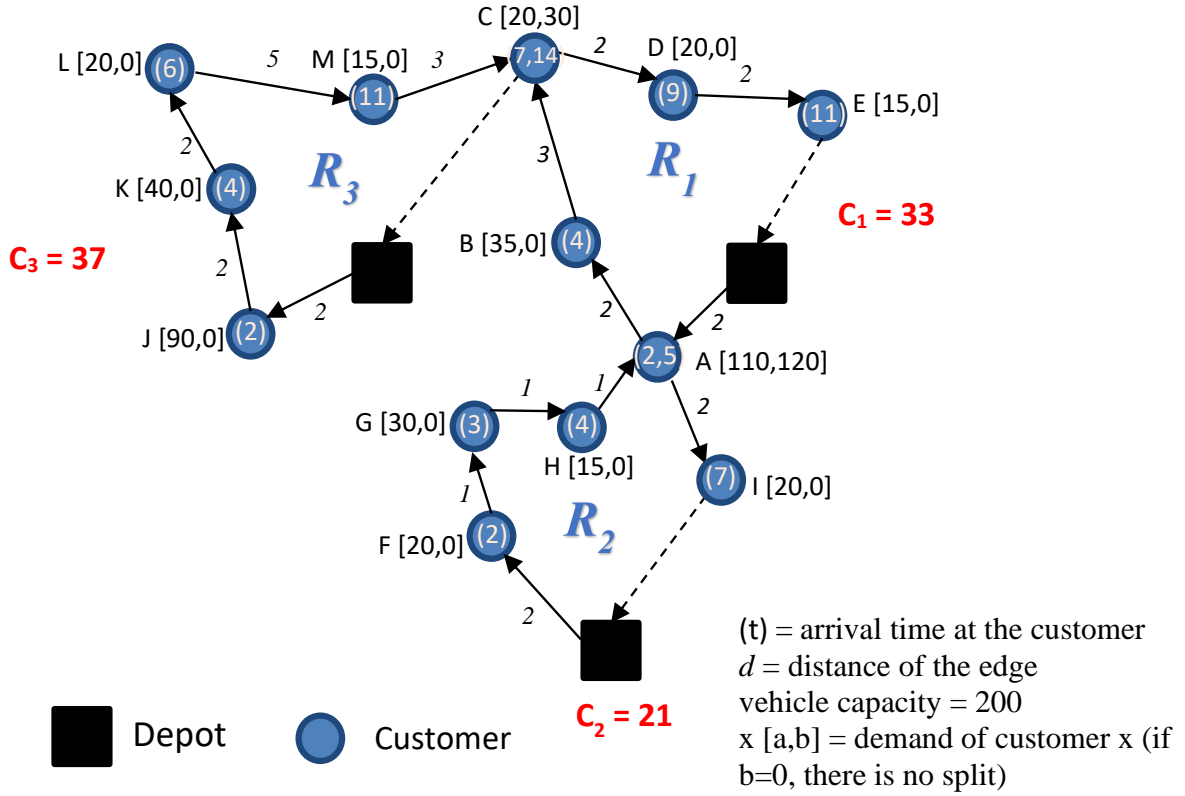 C [20,30]
L [20,0]
(6)
5
M [15,0]
(11)
3
7,14
2
D [20,0]
(9)
2
(11)
E [15,0]
2
K [40,0]
(4)
R3
3
R1
C1 = 33
C3 = 37
B [35,0]
(4)
2
2
2
2
J [90,0]
(2)
(2,5
A [110,120]
1
1
2
G [30,0]
(3)
(4)
H [15,0]
(7)
I [20,0]
1
F [20,0]
(2)
R2
2
(t) = arrival time at the customer
d = distance of the edge
vehicle capacity = 200
x [a,b] = demand of customer x (if
b=0, there is no split)
C2 = 21
Depot
Customer